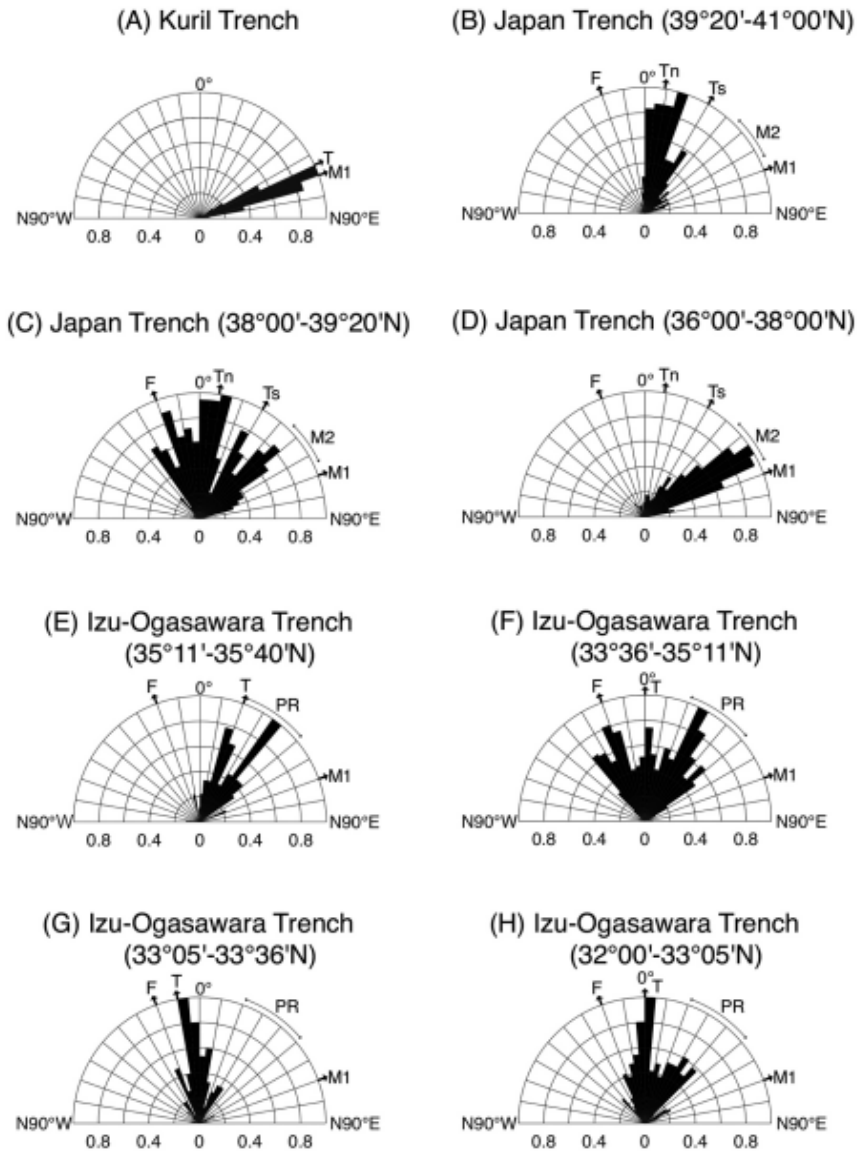 (A) Kuril Trench
0°
T
M1
N90°W
N90°E
0.8 0.4 0 0.4 0.8
(B) Japan Trench (39°20'-41°00'N)
F
0°
Tn
Ts
M2
M1
N90°W
N90°E
0.8 0.4 0 0.4 0.8
(C) Japan Trench (38°00'-39°20'N)
F
0°
Tn
Ts
M2
M1
N90°W
N90°E
0.8 0.4 0 0.4 0.8
(D) Japan Trench (36°00'-38°00'N)
F
0°
Tn
Ts
M2
M1
N90°W
N90°E
0.8 0.4 0 0.4 0.8
(E) Izu-Ogasawara Trench
(35°11'-35°40'N)
F
0°
T
PR
M1
N90°W
N90°E
0.8 0.4 0 0.4 0.8
(F) Izu-Ogasawara Trench
(33°36'-35°11'N)
F
0°
T
PR
M1
N90°W
N90°E
0.8 0.4 0 0.4 0.8
(G) Izu-Ogasawara Trench
(33°05'-33°36'N)
F
T
0°
PR
M1
N90°W
N90°E
0.8 0.4 0 0.4 0.8
(H) Izu-Ogasawara Trench
(32°00'-33°05'N)
F
0°
T
PR
M1
N90°W
N90°E
0.8 0.4 0 0.4 0.8